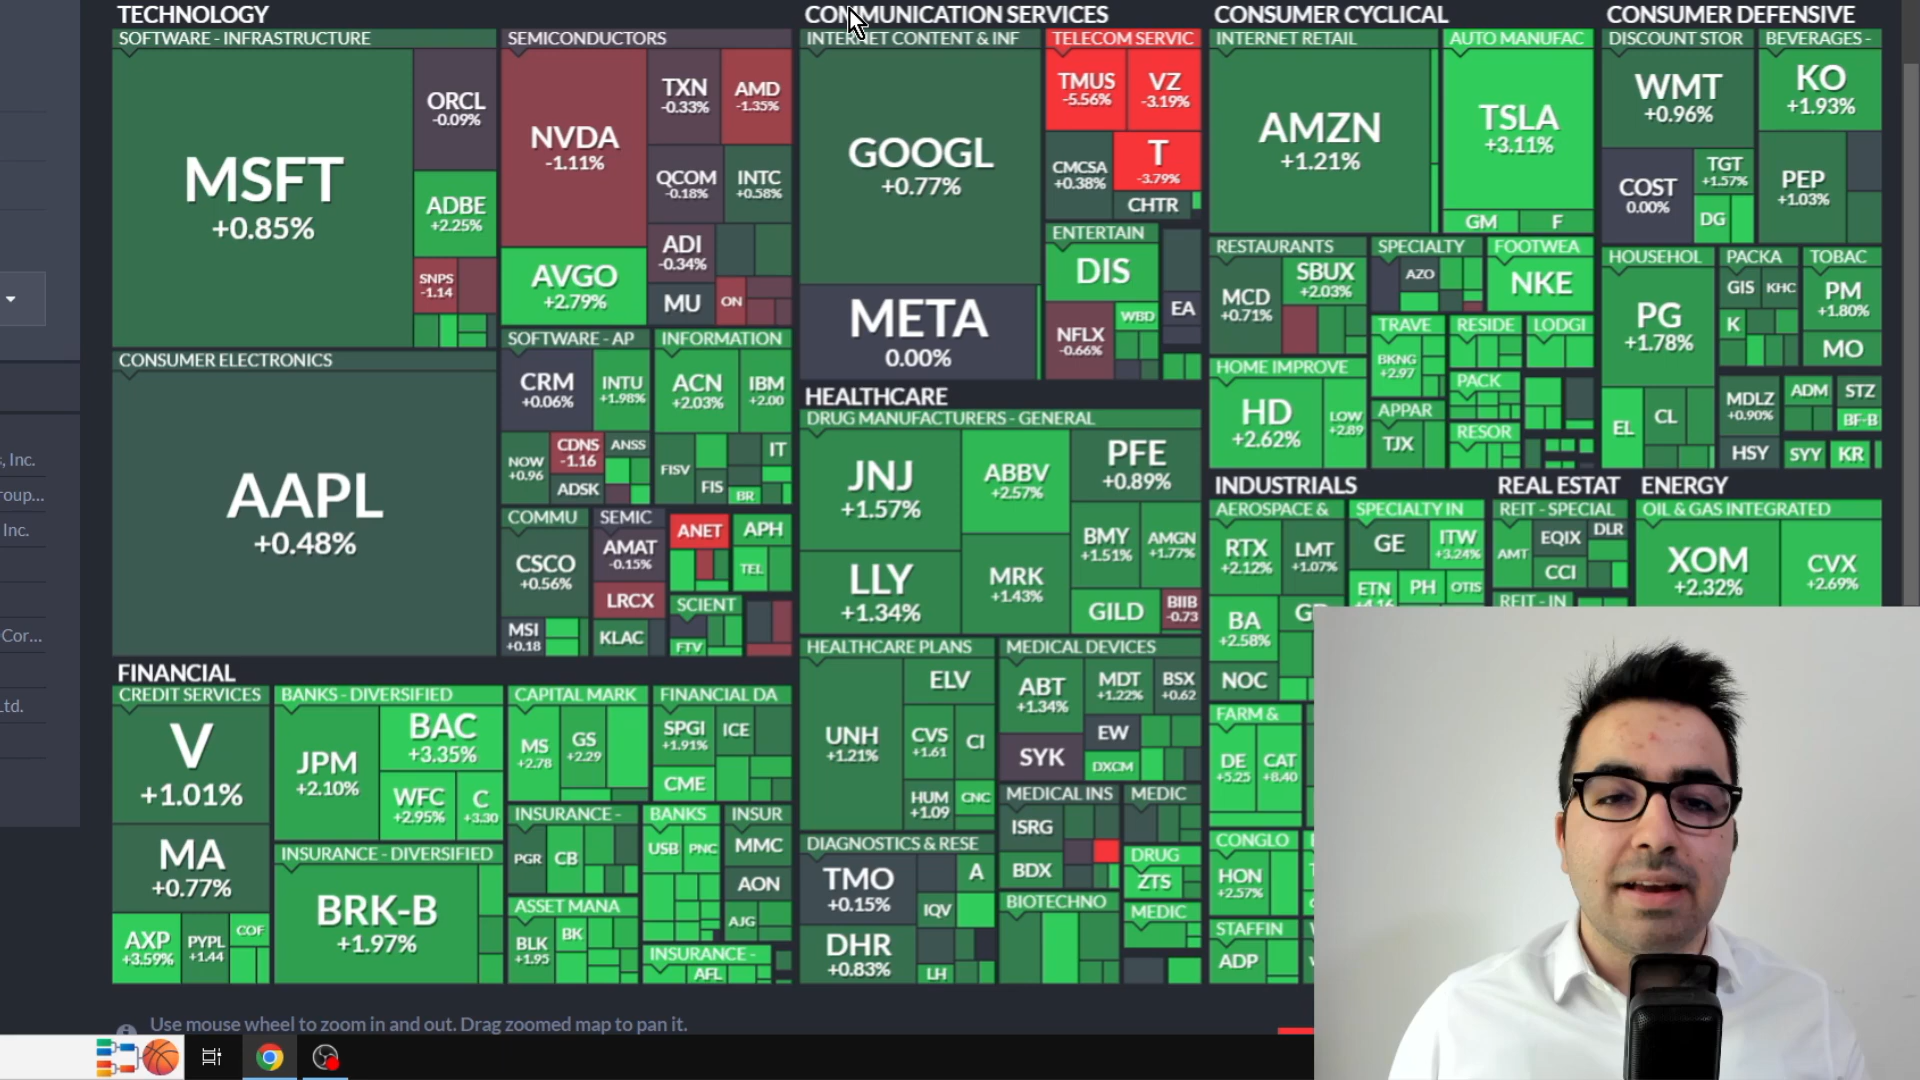 TECHNOLOGY
SOFTWARE - INFRASTRUCTURE
MSFT
+0.85%
ORCL
-0.09%
ADBE
+2.25%
SNPS
-1.14
CONSUMER ELECTRONICS
AAPL
+0.48%
SEMICONDUCTORS
NVDA
-1.11%
TXN
-0.33%
AMD
-1.35%
QCOM
-0.18%
INTC
+0.58%
ADI
-0.34%
AVGO
+2.79%
MU
ON
SOFTWARE - AP
CRM
+0.06%
INTU
+1.98%
NOW
+0.96
CDNS
-1.16
ANSS
ADSK
INFORMATION
ACN
+2.03%
IBM
+2.00
FISV
IT
FIS
BR
COMMU
CSCO
+0.56%
MSI
+0.18
SEMIC
AMAT
-0.15%
LRCX
KLAC
ANET
APH
TEL
SCIENT
FTV
COMMUNICATION SERVICES
INTERNET CONTENT & INF
GOOGL
+0.77%
META
0.00%
TELECOM SERVIC
TMUS
-5.56%
VZ
-3.19%
CMCSA
+0.38%
T
-3.79%
CHTR
ENTERTAIN
DIS
NFLX
-0.66%
WBD
EA
CONSUMER CYCLICAL
INTERNET RETAIL
AMZN
+1.21%
AUTO MANUFAC
TSLA
+3.11%
GM
F
RESTAURANTS
MCD
+0.71%
SBUX
+2.03%
SPECIALTY
AZO
FOOTWEA
NKE
TRAVE
BKNG
+2.97
RESIDE
LODGI
HOME IMPROVE
HD
+2.62%
LOW
+2.89
PACK
APPAR
TJX
RESOR
CONSUMER DEFENSIVE
DISCOUNT STOR
WMT
+0.96%
COST
0.00%
TGT
+1.57%
DG
BEVERAGES -
KO
+1.93%
PEP
+1.03%
HOUSEHOL
PG
+1.78%
EL
CL
PACKA
GIS
KHC
K
TOBAC
PM
+1.80%
MO
MDLZ
+0.90%
ADM
STZ
BF-B
HSY
SYY
KR
HEALTHCARE
DRUG MANUFACTURERS - GENERAL
JNJ
+1.57%
ABBV
+2.57%
PFE
+0.89%
LLY
+1.34%
MRK
+1.43%
BMY
+1.51%
AMGN
+1.77%
GILD
BIIB
-0.73
HEALTHCARE PLANS
UNH
+1.21%
ELV
CVS
+1.61
CI
HUM
+1.09
CNC
MEDICAL DEVICES
ABT
+1.34%
MDT
+1.22%
BSX
+0.62
SYK
EW
DXCM
MEDICAL INS
ISRG
BDX
MEDIC
DRUG
ZTS
MEDIC
DIAGNOSTICS & RESE
TMO
+0.15%
A
IQV
DHR
+0.83%
LH
BIOTECHNO
INDUSTRIALS
AEROSPACE &
RTX
+2.12%
LMT
+1.07%
BA
+2.58%
NOC
SPECIALTY IN
GE
ITW
+3.24%
ETN
+4.16
PH
OTIS
FARM &
DE
+5.25
CAT
+8.40
CONGLO
HON
+2.57%
STAFFIN
ADP
REAL ESTAT
REIT - SPECIAL
AMT
EQIX
DLR
CCI
REIT - IN
ENERGY
OIL & GAS INTEGRATED
XOM
+2.32%
CVX
+2.69%
FINANCIAL
CREDIT SERVICES
V
+1.01%
MA
+0.77%
AXP
+3.59%
PYPL
+1.44
COF
BANKS - DIVERSIFIED
JPM
+2.10%
BAC
+3.35%
WFC
+2.95%
C
+3.30
INSURANCE - DIVERSIFIED
BRK-B
+1.97%
CAPITAL MARK
MS
+2.78
GS
+2.29
FINANCIAL DA
SPGI
+1.91%
ICE
CME
INSURANCE -
PGR
CB
BANKS
USB
PNC
INSUR
MMC
AON
AJG
ASSET MANA
BLK
+1.95
BK
INSURANCE -
AFL
, Inc.
roup...
Inc.
Cor...
Ltd.
Use mouse wheel to zoom in and out. Drag zoomed map to pan it.